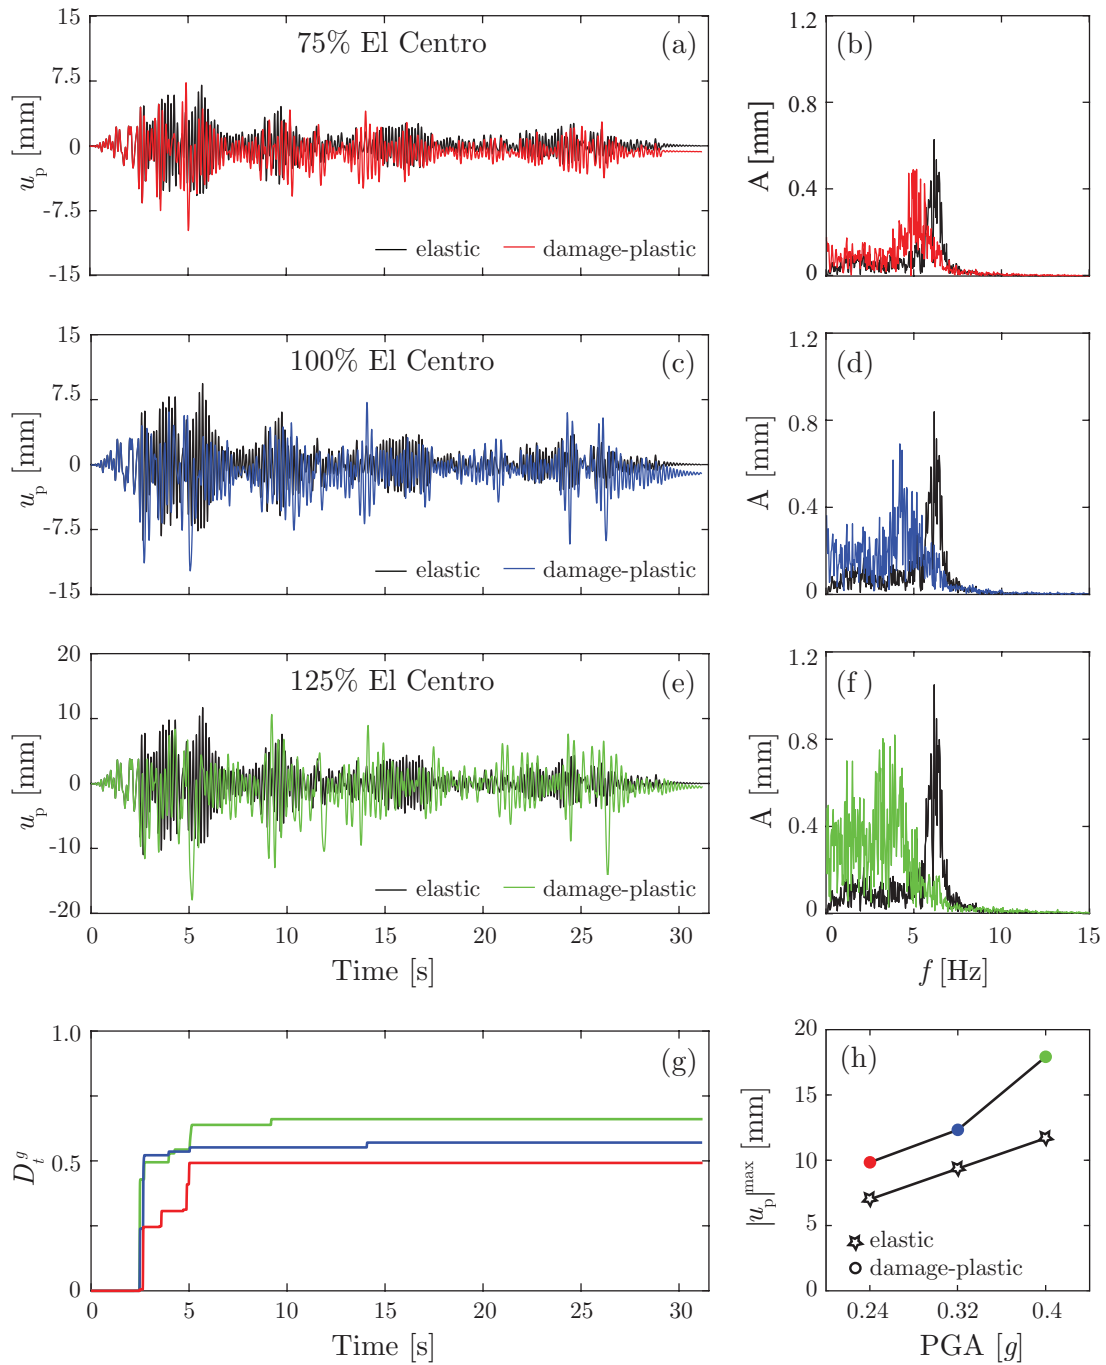 75% El Centro
(a)
15
7.5
0
-7.5
-15
u_p [mm]
elastic
damage-plastic
(b)
1.2
0.8
0.4
0
A [mm]
100% El Centro
(c)
15
7.5
0
-7.5
-15
u_p [mm]
elastic
damage-plastic
(d)
1.2
0.8
0.4
0
A [mm]
125% El Centro
(e)
20
10
0
-10
-20
u_p [mm]
elastic
damage-plastic
0 5 10 15 20 25 30
Time [s]
(f)
1.2
0.8
0.4
0
A [mm]
0 5 10 15
f [Hz]
(g)
1.0
0.5
0
D_t^g
0 5 10 15 20 25 30
Time [s]
(h)
20
15
10
5
0
|u_p|^max [mm]
elastic
damage-plastic
0.24 0.32 0.4
PGA [g]